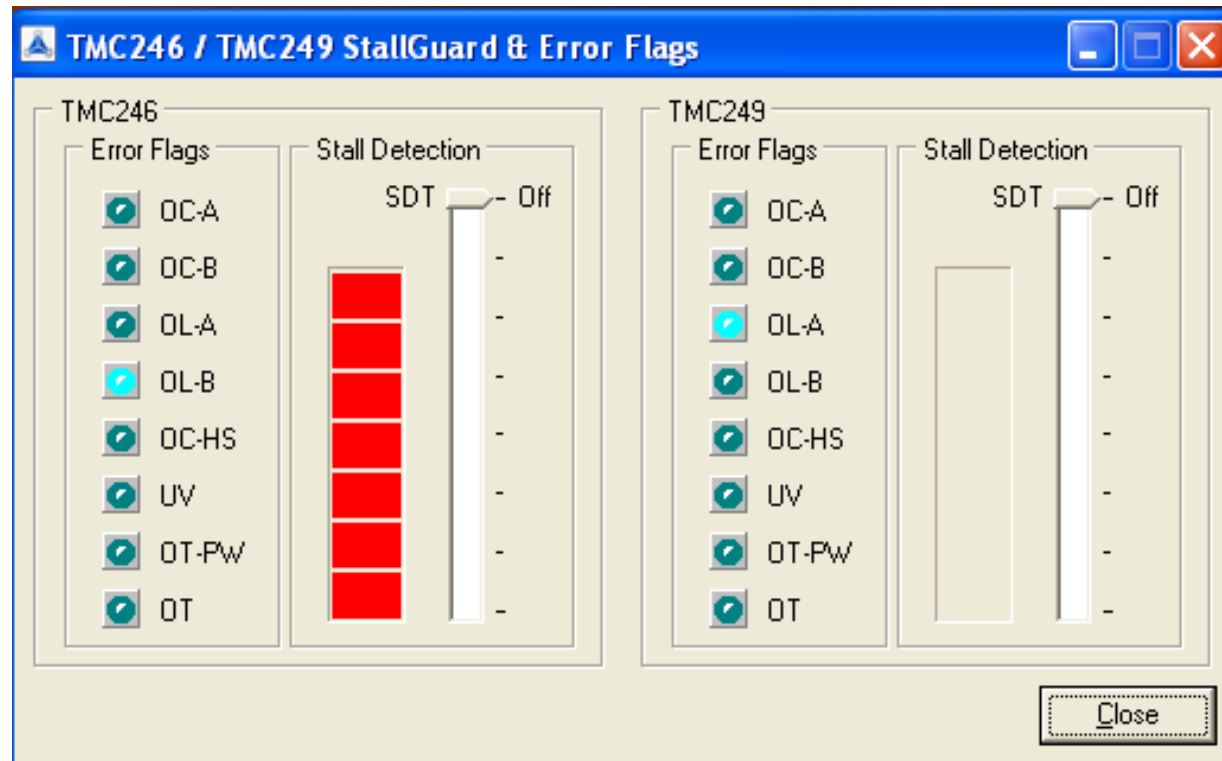 TMC246 / TMC249 StallGuard & Error Flags
TMC246
Error Flags
OC-A
OC-B
OL-A
OL-B
OC-HS
UV
OT-PW
OT
Stall Detection
SDT - Off
TMC249
Error Flags
OC-A
OC-B
OL-A
OL-B
OC-HS
UV
OT-PW
OT
Stall Detection
SDT - Off
Close